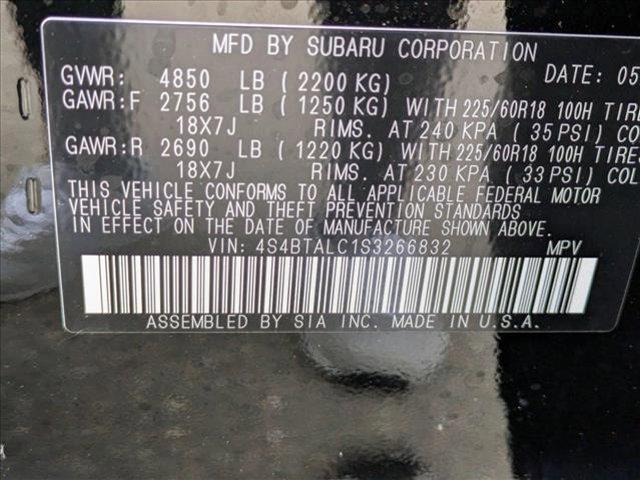 MFD BY SUBARU CORPORATION
GVWR: 4850 LB (2200 KG) DATE: 05
GAWR:F 2756 LB (1250 KG) WITH 225/60R18 100H TIRE
18X7J RIMS. AT 240 KPA (35 PSI) COL
GAWR:R 2690 LB (1220 KG) WITH 225/60R18 100H TIRE
18X7J RIMS. AT 230 KPA (33 PSI) COL
THIS VEHICLE CONFORMS TO ALL APPLICABLE FEDERAL MOTOR
VEHICLE SAFETY AND THEFT PREVENTION STANDARDS
IN EFFECT ON THE DATE OF MANUFACTURE SHOWN ABOVE.
VIN: 4S4BTALC1S3266832 MPV
ASSEMBLED BY SIA INC. MADE IN U.S.A.